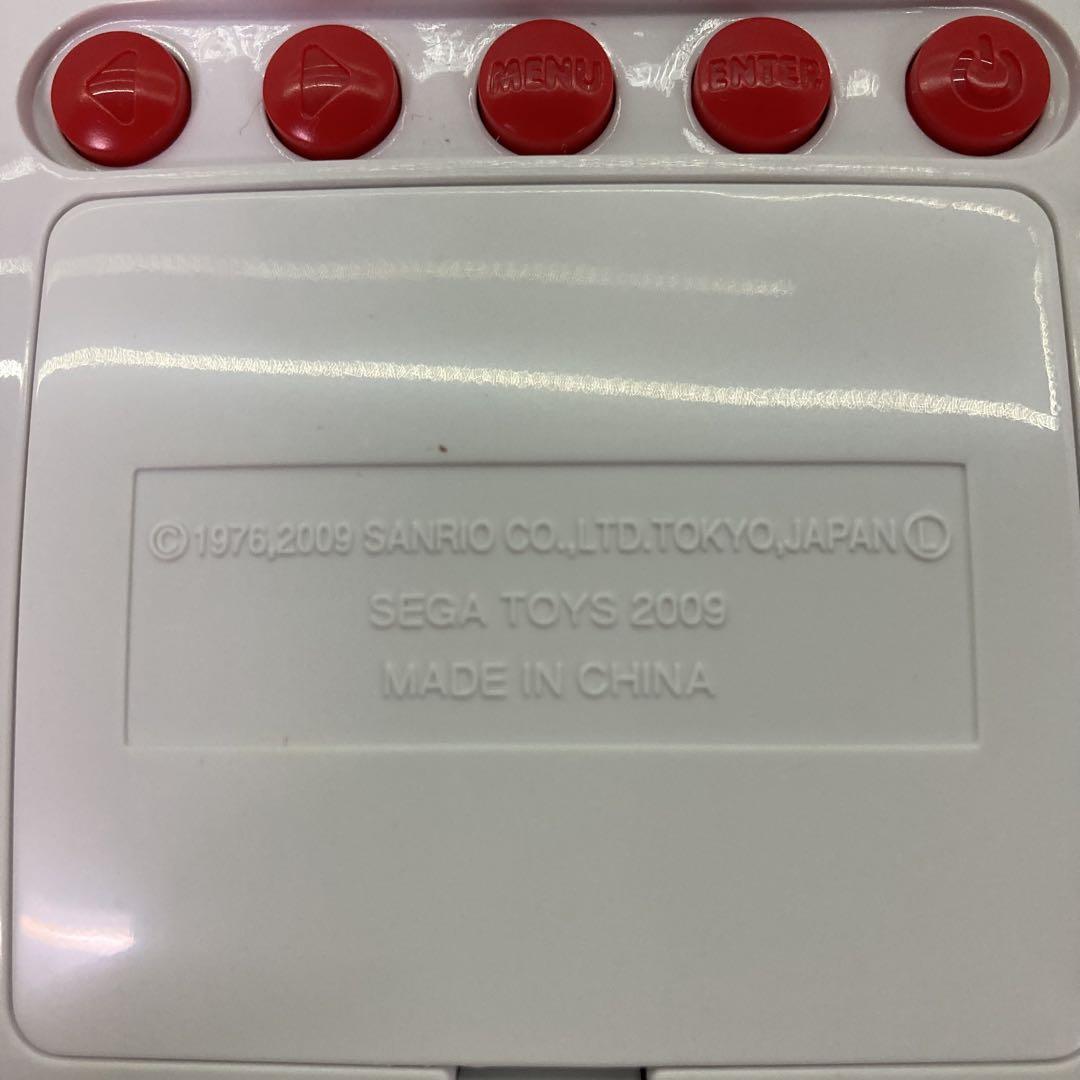 MENU ENTER
©1976,2009 SANRIO CO.,LTD.TOKYO,JAPAN Ⓛ
SEGA TOYS 2009
MADE IN CHINA